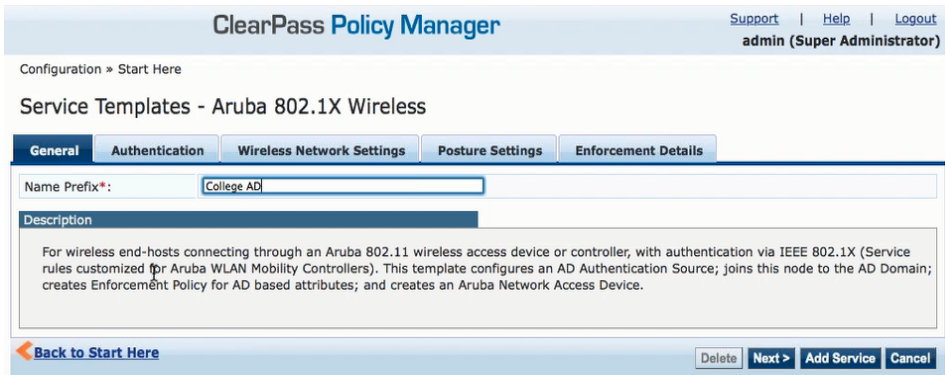 ClearPass Policy Manager
Support | Help | Logout
admin (Super Administrator)
Configuration » Start Here
Service Templates - Aruba 802.1X Wireless
General Authentication Wireless Network Settings Posture Settings Enforcement Details
Name Prefix*: College AD
Description
For wireless end-hosts connecting through an Aruba 802.11 wireless access device or controller, with authentication via IEEE 802.1X (Service
rules customized for Aruba WLAN Mobility Controllers). This template configures an AD Authentication Source; joins this node to the AD Domain;
creates Enforcement Policy for AD based attributes; and creates an Aruba Network Access Device.
Back to Start Here
Delete Next > Add Service Cancel